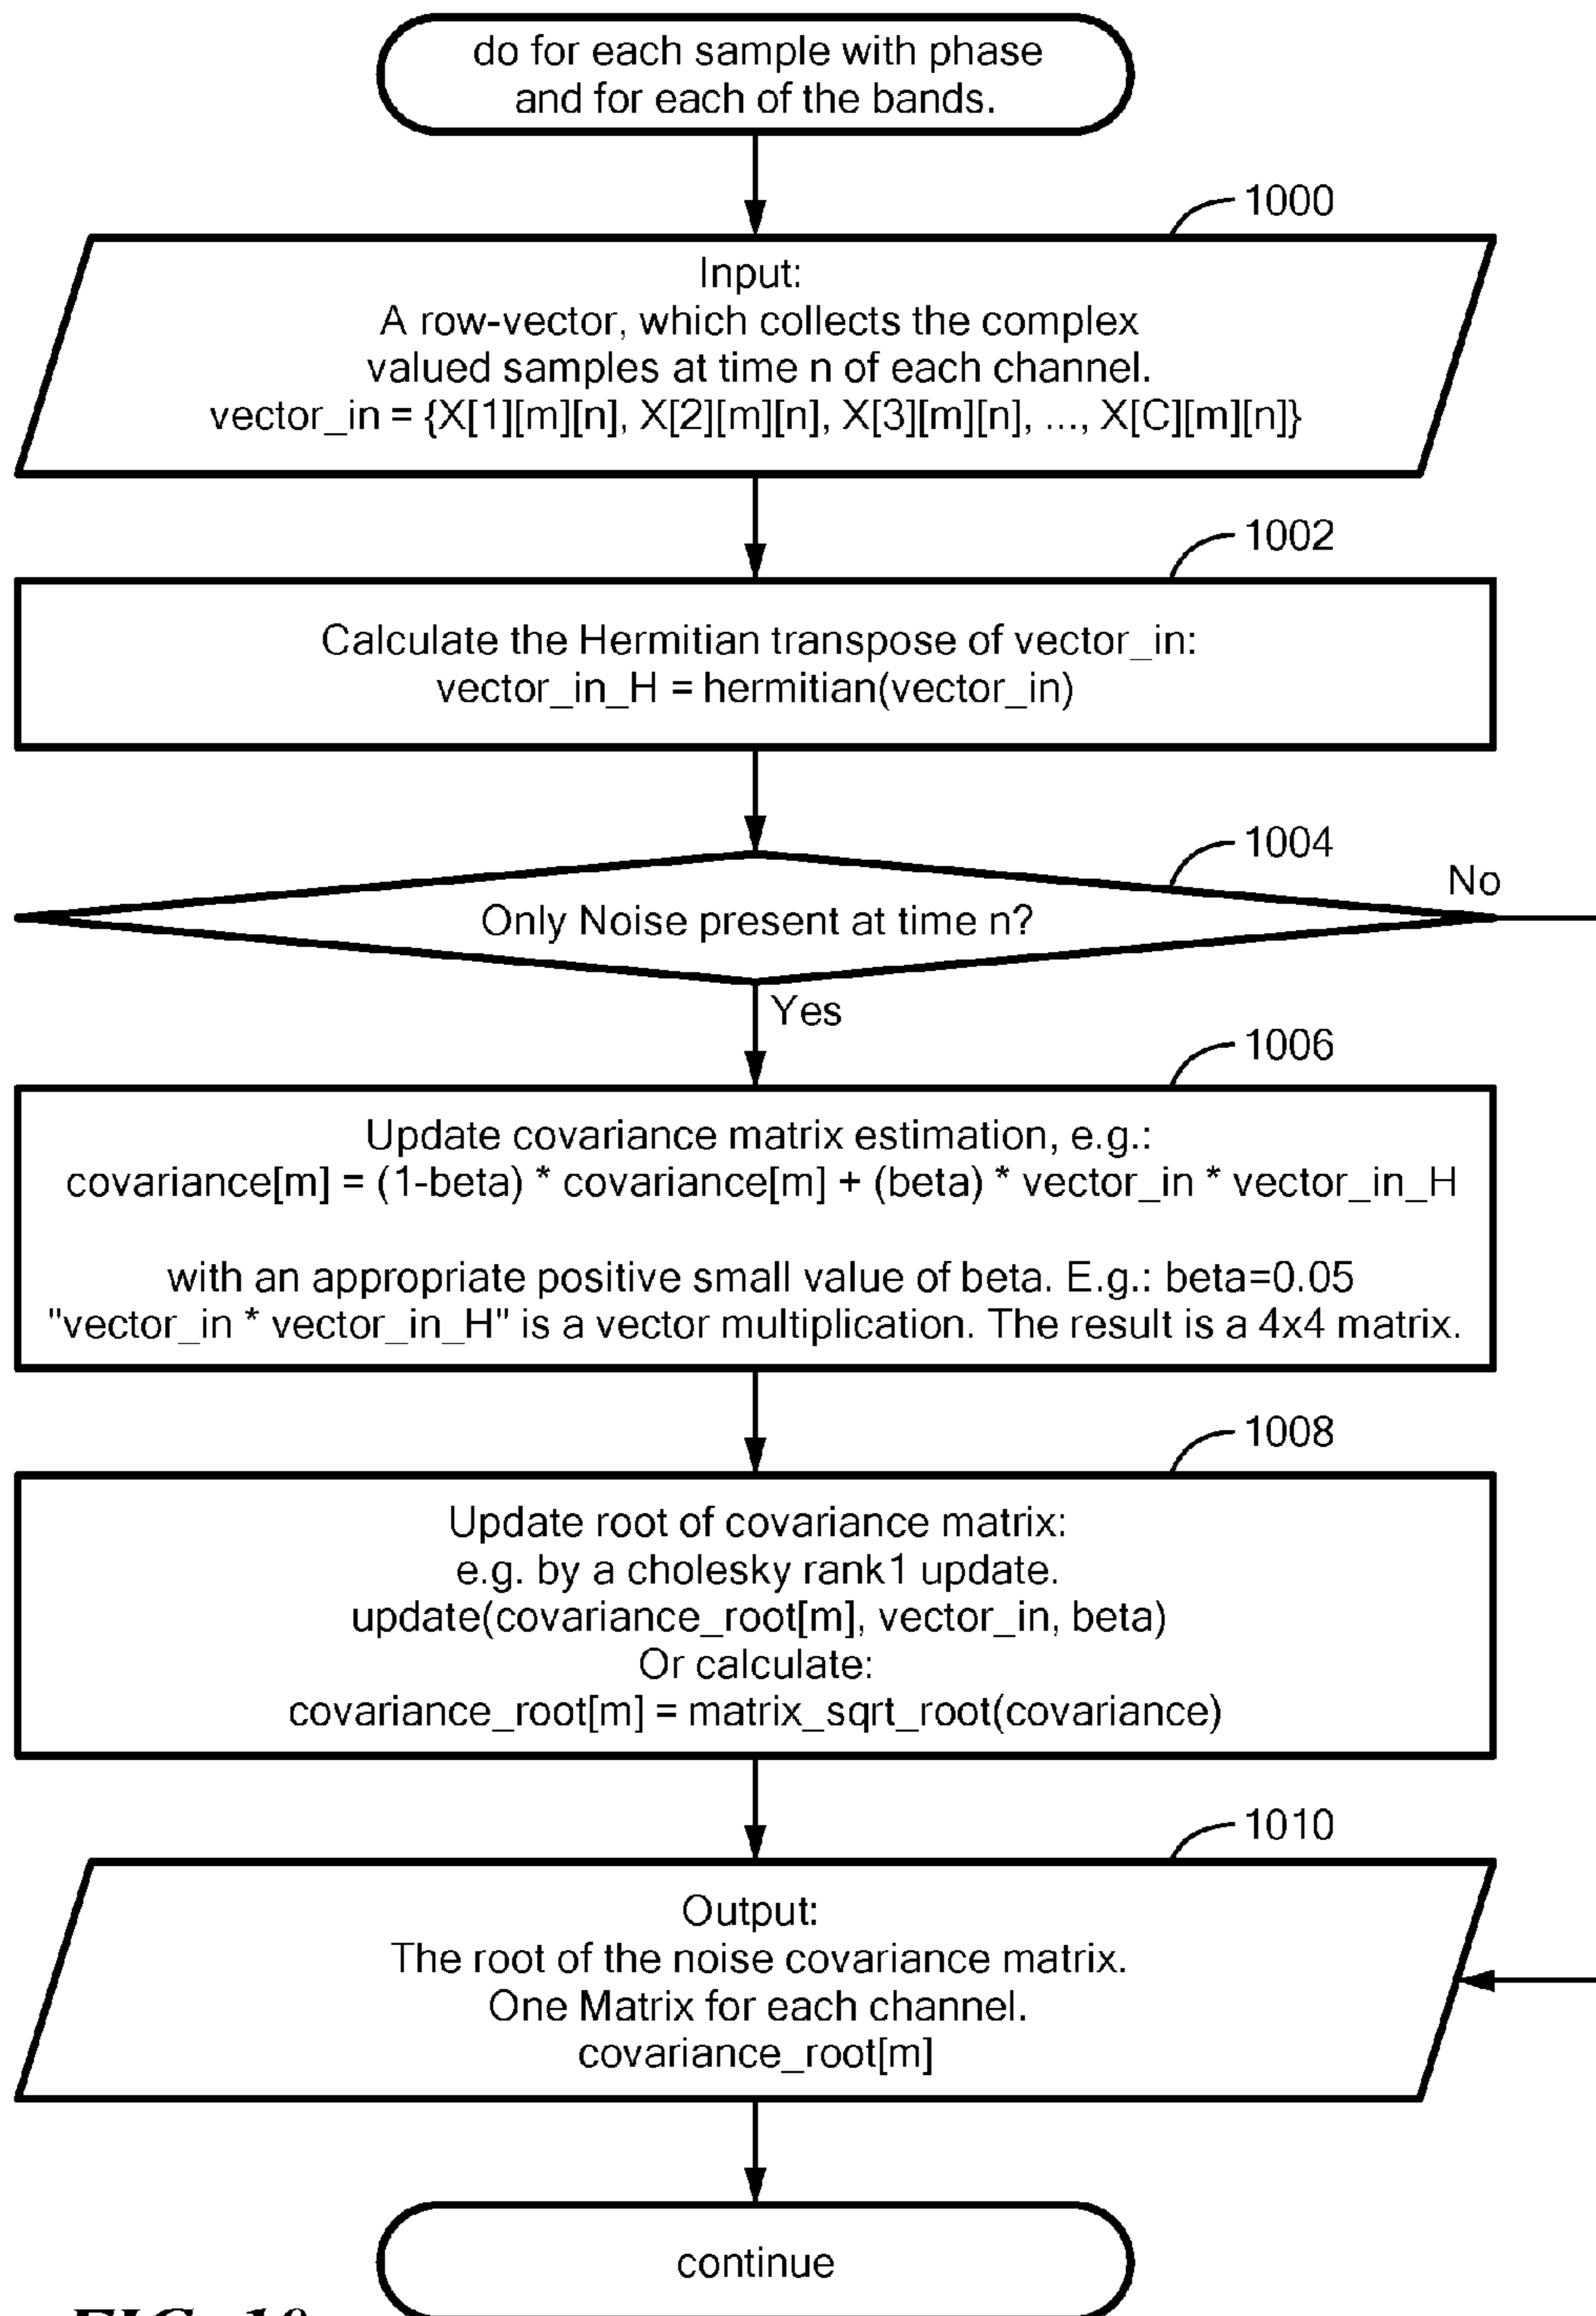 do for each sample with phase
and for each of the bands.
1000
Input:
A row-vector, which collects the complex
valued samples at time n of each channel.
vector_in = {X[1][m][n], X[2][m][n], X[3][m][n], ..., X[C][m][n]}
1002
Calculate the Hermitian transpose of vector_in:
vector_in_H = hermitian(vector_in)
1004
No
Only Noise present at time n?
Yes
1006
Update covariance matrix estimation, e.g.:
covariance[m] = (1-beta) * covariance[m] + (beta) * vector_in * vector_in_H
with an appropriate positive small value of beta. E.g.: beta=0.05
"vector_in * vector_in_H" is a vector multiplication. The result is a 4x4 matrix.
1008
Update root of covariance matrix:
e.g. by a cholesky rank1 update.
update(covariance_root[m], vector_in, beta)
Or calculate:
covariance_root[m] = matrix_sqrt_root(covariance)
1010
Output:
The root of the noise covariance matrix.
One Matrix for each channel.
covariance_root[m]
continue